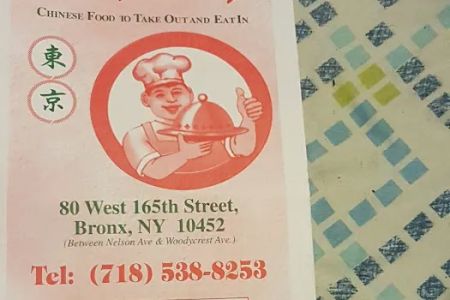 CHINESE FOOD TO TAKE OUT AND EAT IN
東
京
80 West 165th Street,
Bronx, NY 10452
(Between Nelson Ave & Woodycrest Ave.)
Tel: (718) 538-8253